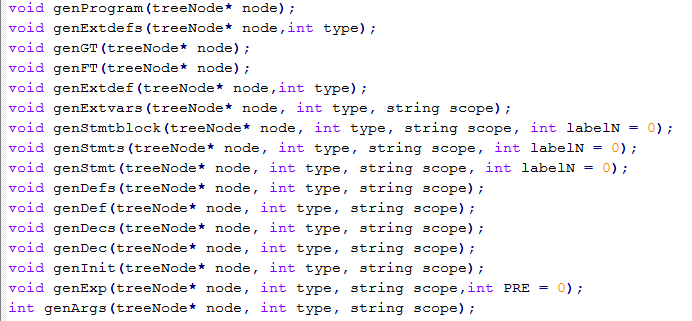 void genProgram(treeNode* node);
void genExtdefs(treeNode* node,int type);
void genGT(treeNode* node);
void genFT(treeNode* node);
void genExtdef(treeNode* node,int type);
void genExtvars(treeNode* node, int type, string scope);
void genStmtblock(treeNode* node, int type, string scope, int labelN = 0);
void genStmts(treeNode* node, int type, string scope, int labelN = 0);
void genStmt(treeNode* node, int type, string scope, int labelN = 0);
void genDefs(treeNode* node, int type, string scope);
void genDef(treeNode* node, int type, string scope);
void genDecs(treeNode* node, int type, string scope);
void genDec(treeNode* node, int type, string scope);
void genInit(treeNode* node, int type, string scope);
void genExp(treeNode* node, int type, string scope,int PRE = 0);
int genArgs(treeNode* node, int type, string scope);